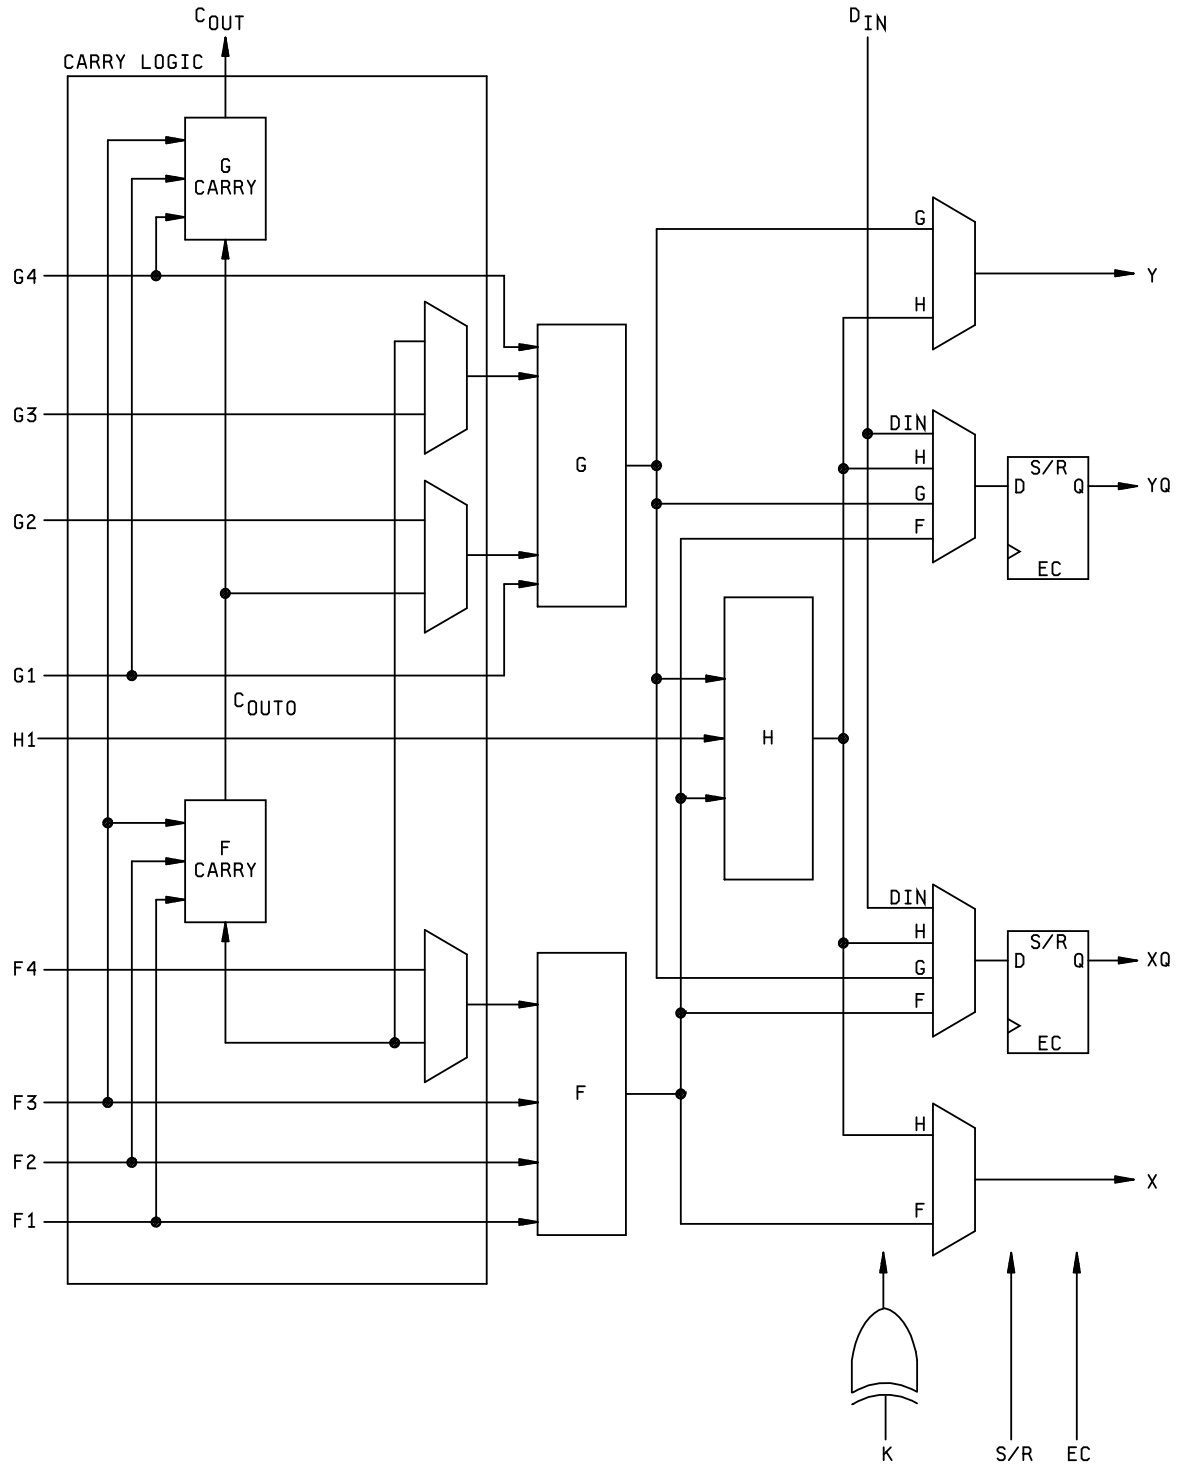 COUT
DIN
CARRY LOGIC
G
CARRY
G4
G3
G2
G1
COUTO
H1
F
CARRY
F4
F3
F2
F1
G
H
F
G
H
Y
DIN
H
G
F
S/R
D Q
EC
YQ
DIN
H
G
F
S/R
D Q
EC
XQ
H
F
X
K
S/R
EC